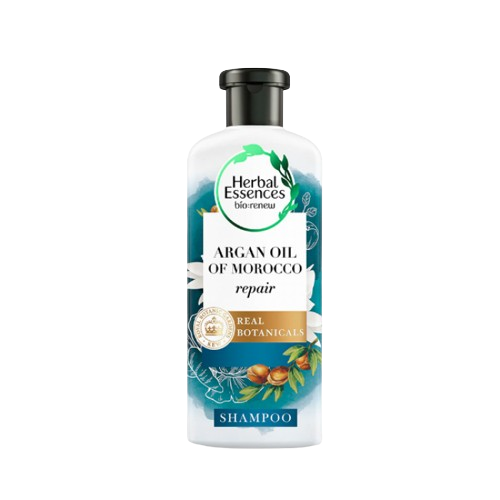 Herbal
Essences
bio:renew
ARGAN OIL
OF MOROCCO
repair
REAL
BOTANICALS
SHAMPOO